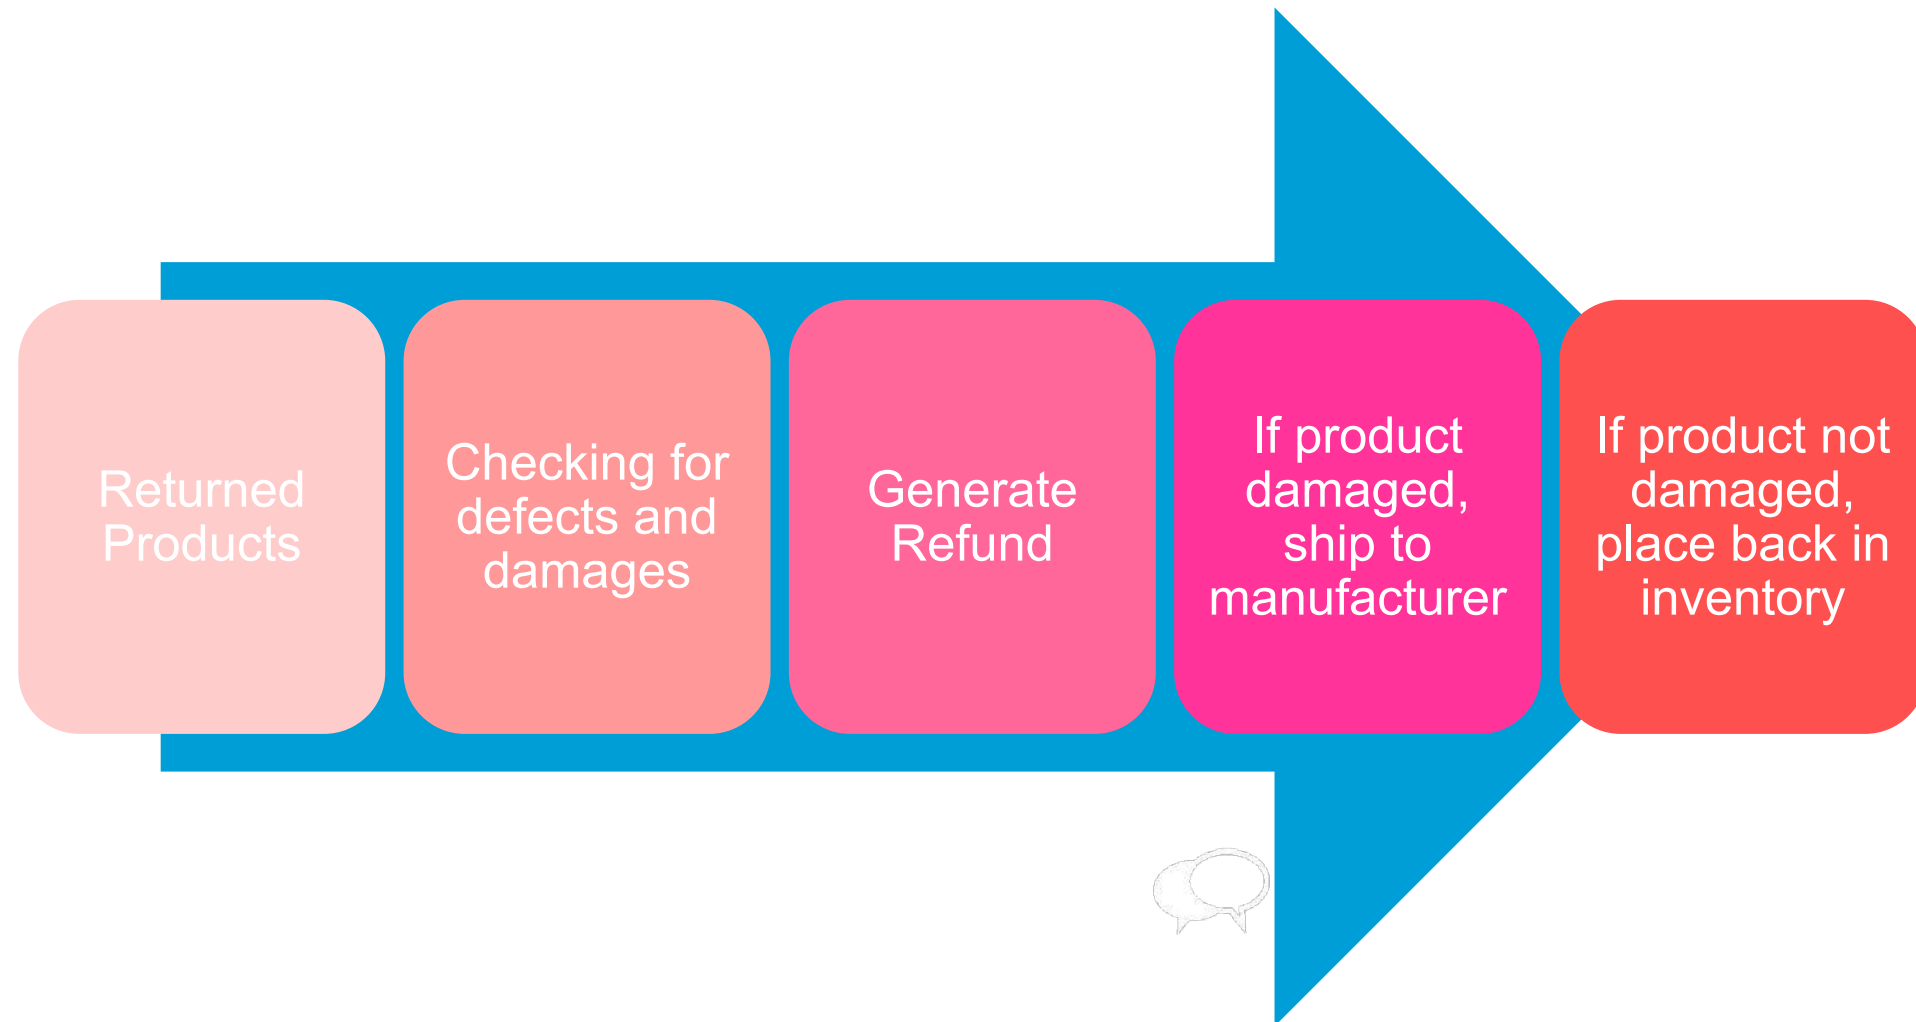 Returned
Products
Checking for
defects and
damages
Generate
Refund
If product
damaged,
ship to
manufacturer
If product not
damaged,
place back in
inventory